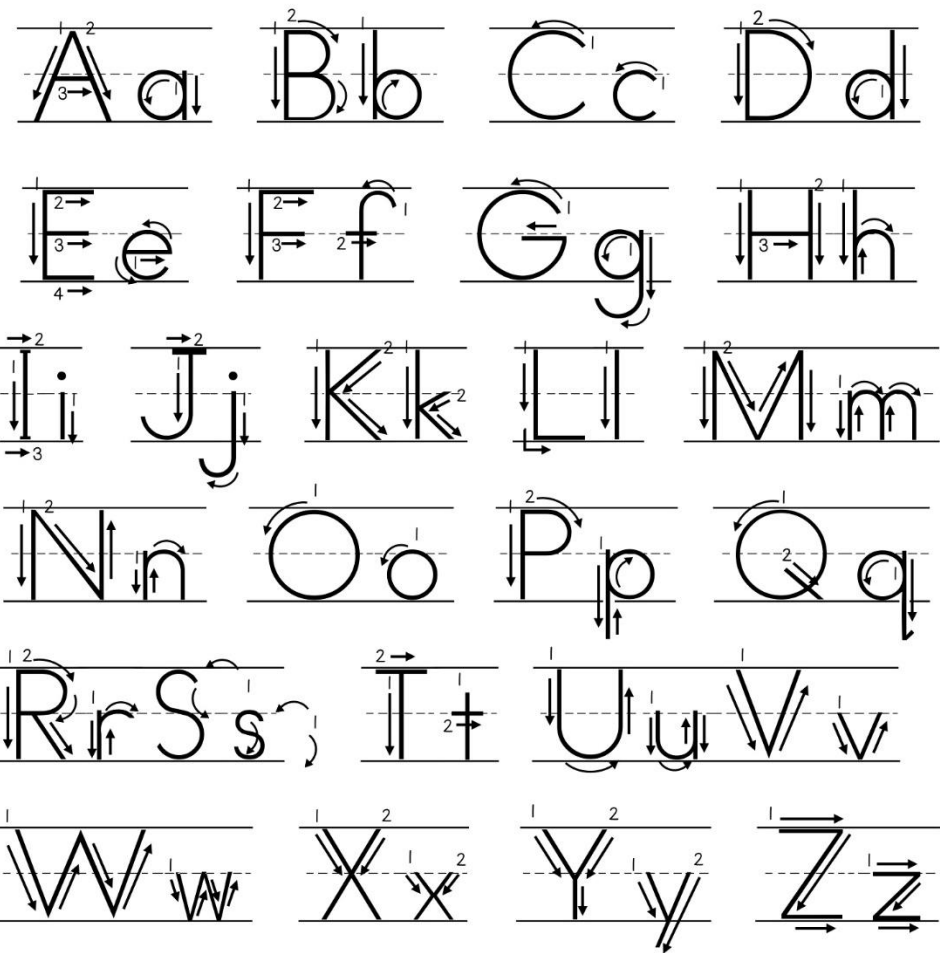 Aa Bb Cc Dd
Ee Ff Gg Hh
Ii Jj Kk Ll Mm
Nn Oo Pp Qq
Rr Ss Tt Uu Vv
Ww Xx Yy Zz